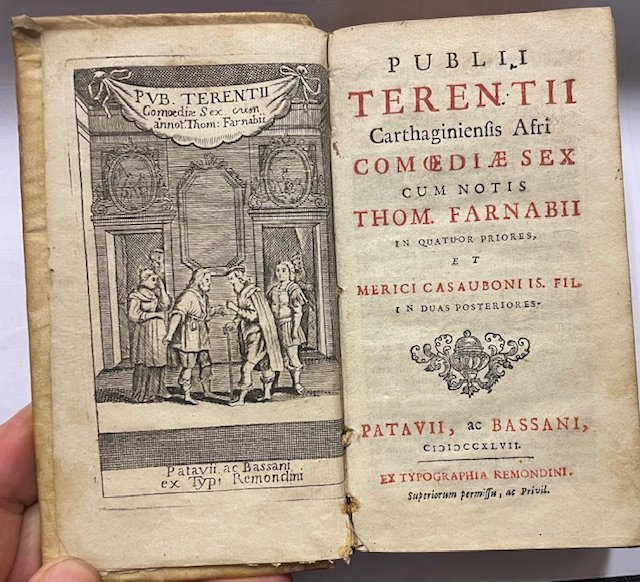 PVB. TERENTII
Comœdiæ Sex cum
annot: Thom: Farnabii
Patavii ac Bassani
ex Typ: Remondini
PUBLII
TERENTII
Carthaginiensis Afri
COMŒDIÆ SEX
CUM NOTIS
THOM. FARNABII
IN QUATUOR PRIORES,
ET
MERICI CASAUBONI IS. FIL.
IN DUAS POSTERIORES.
PATAVII, ac BASSANI,
CIↃIↃCCXLVII.
EX TYPOGRAPHIA REMONDINI.
Superiorum permiſſu, ac Privil.